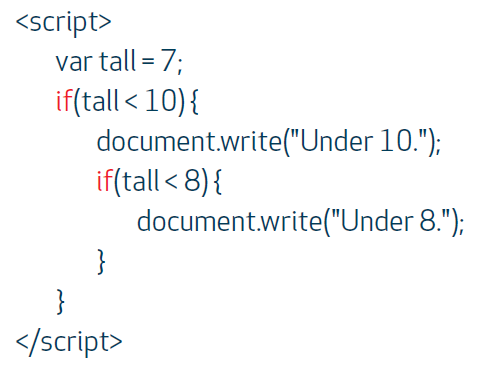 <script>
var tall = 7;
if(tall < 10) {
document.write("Under 10.");
if(tall < 8) {
document.write("Under 8.");
}
}
</script>